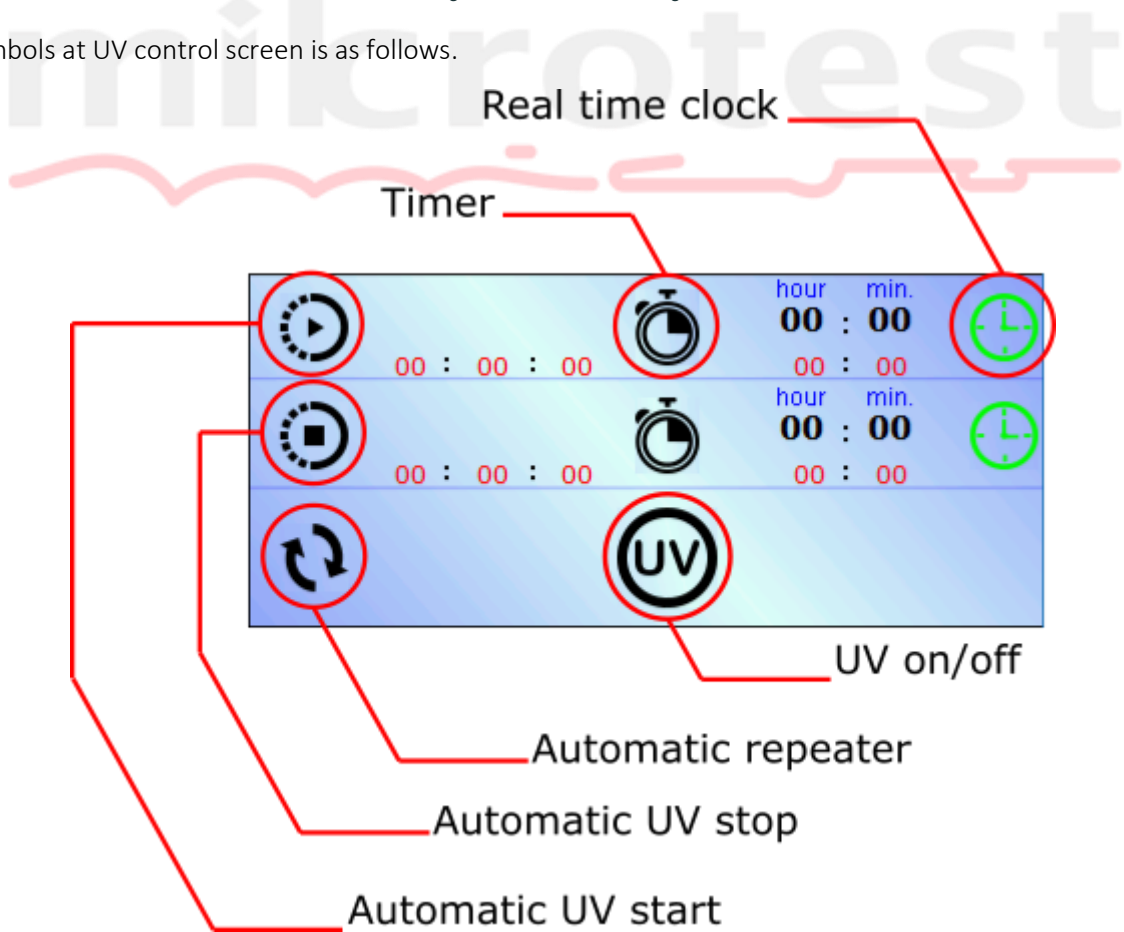 mikrotest
symbols at UV control screen is as follows.
Real time clock
Timer
hour min.
00 : 00
00 : 00 : 00 00 : 00
hour min.
00 : 00
00 : 00 : 00 00 : 00
UV
UV on/off
Automatic repeater
Automatic UV stop
Automatic UV start